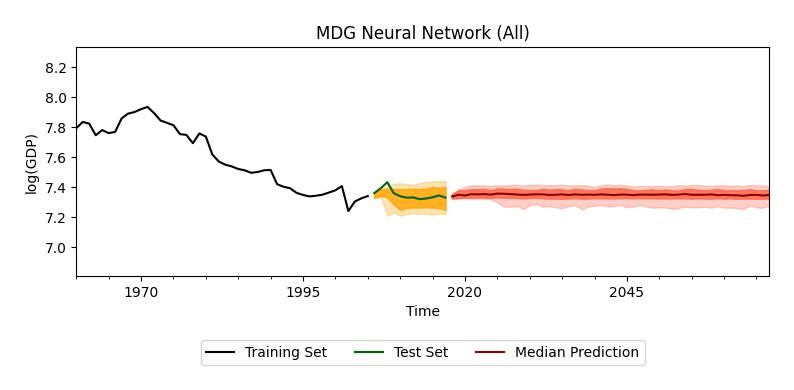 MDG Neural Network (All)
8.2
8.0
7.8
7.6
7.4
7.2
7.0
log(GDP)
1970 1995 2020 2045
Time
Training Set Test Set Median Prediction